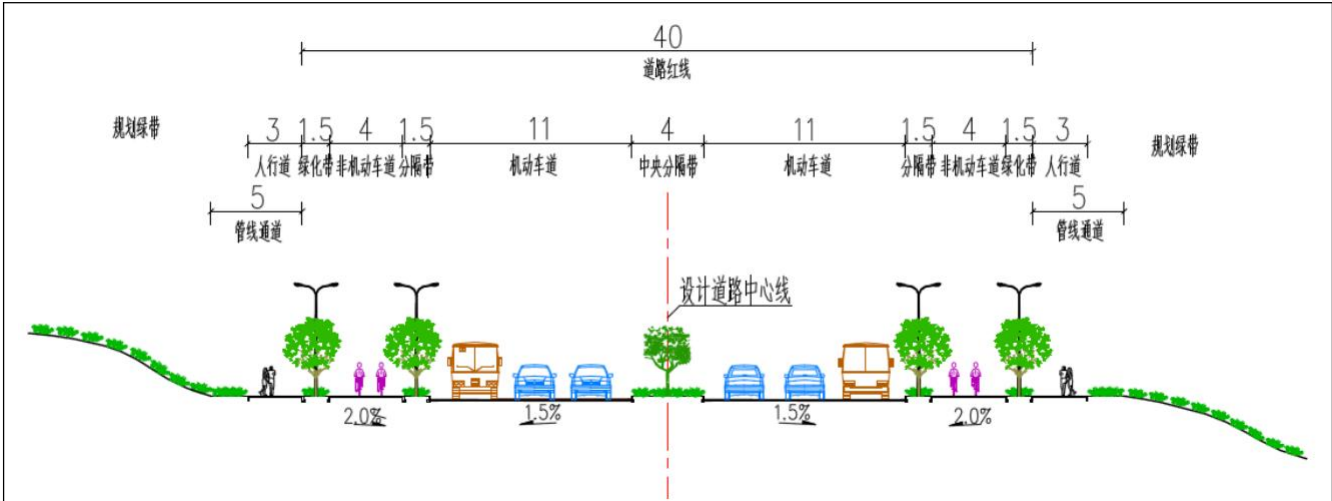 40
道路红线
规划绿带
3 1.5 4 1.5 11 4 11 1.5 4 1.5 3
规划绿带
人行道 绿化带 非机动车道 分隔带 机动车道 中央分隔带 机动车道 分隔带 非机动车道 绿化带 人行道
5 5
管线通道 管线通道
设计道路中心线
2.0% 1.5% 1.5% 2.0%